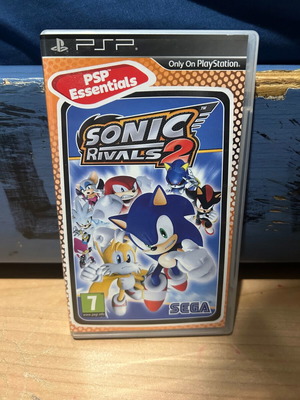 PSP
Only On PlayStation
PSP
Essentials
SONIC
RIVALS 2
7
SEGA